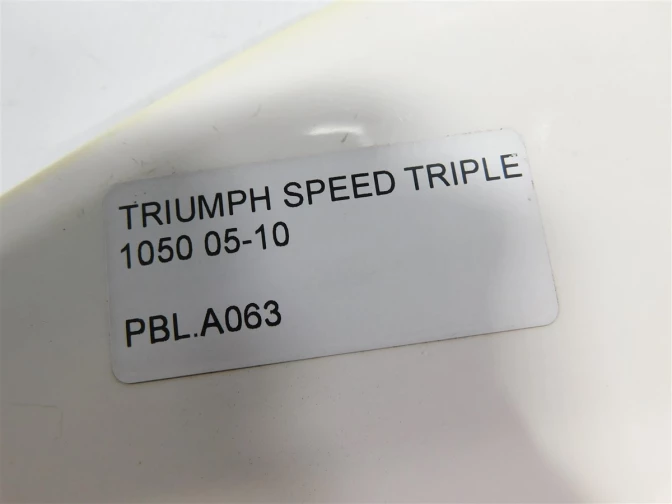 TRIUMPH SPEED TRIPLE
1050 05-10
PBL.A063